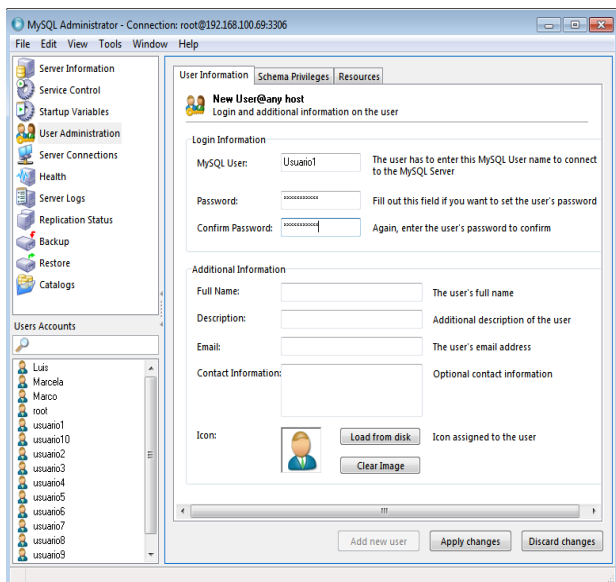 MySQL Administrator - Connection: root@192.168.100.69:3306
File Edit View Tools Window Help
Server Information
Service Control
Startup Variables
User Administration
Server Connections
Health
Server Logs
Replication Status
Backup
Restore
Catalogs
Users Accounts
Luis
Marcela
Marco
root
usuario1
usuario10
usuario2
usuario3
usuario4
usuario5
usuario6
usuario7
usuario8
usuario9
User Information Schema Privileges Resources
New User@any host
Login and additional information on the user
Login Information
MySQL User: Usuario1 The user has to enter this MySQL User name to connect
to the MySQL Server
Password: xxxxxxxxxxx Fill out this field if you want to set the user's password
Confirm Password: xxxxxxxxxxx Again, enter the user's password to confirm
Additional Information
Full Name: The user's full name
Description: Additional description of the user
Email: The user's email address
Contact Information: Optional contact information
Icon: Load from disk Icon assigned to the user
Clear Image
Add new user Apply changes Discard changes